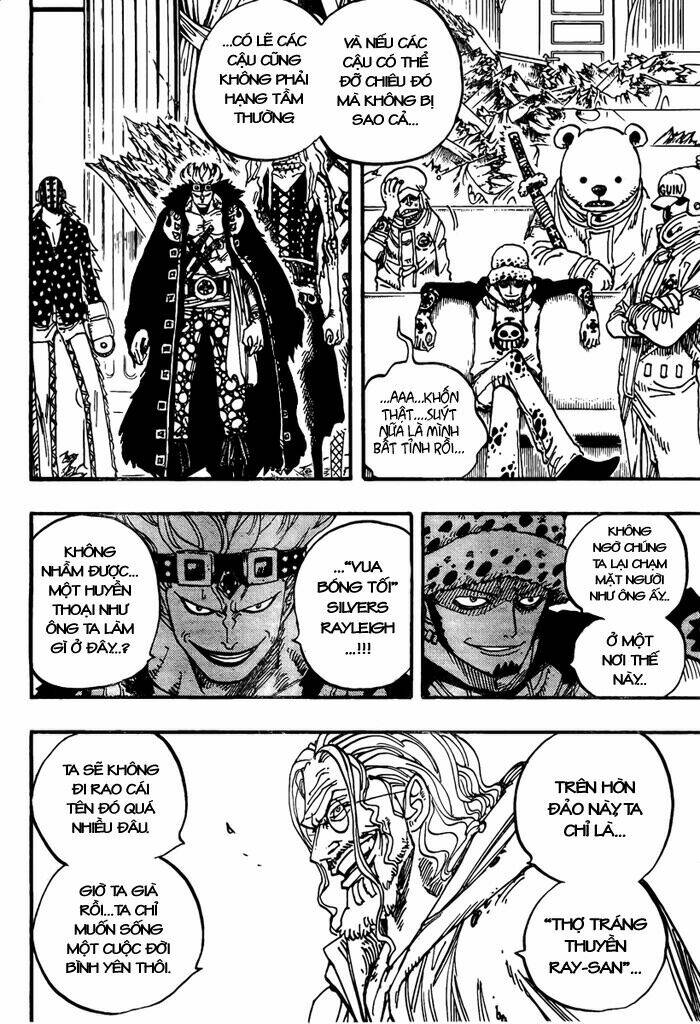 VÀ NẾU CÁC
CẬU CÓ THỂ
ĐỠ CHIÊU ĐÓ
MÀ KHÔNG BỊ
SAO CẢ...
...CÓ LẼ CÁC
CẬU CŨNG
KHÔNG PHẢI
HẠNG TẦM
THƯỜNG
GUIN
...AAA...KHỐN
THẬT....SUÝT
NỮA LÀ MÌNH
BẤT TỈNH RỒI...
KHÔNG
NGỜ CHÚNG
TA LẠI CHẠM
MẶT NGƯỜI
NHƯ ÔNG ẤY..
Ở MỘT
NƠI THẾ
NÀY..
..."VUA
BÓNG TỐI"
SILVERS
RAYLEIGH
...!!!
KHÔNG
NHẦM ĐƯỢC...
MỘT HUYỀN
THOẠI NHƯ
ÔNG TA LÀM
GÌ Ở ĐÂY..?
TRÊN HÒN
ĐẢO NÀY, TA
CHỈ LÀ...
"THỢ TRÁNG
THUYỀN
RAY-SAN"...
TA SẼ KHÔNG
ĐI RAO CÁI
TÊN ĐÓ QUÁ
NHIỀU ĐÂU.
GIỜ TA GIÀ
RỒI...TA CHỈ
MUỐN SỐNG
MỘT CUỘC ĐỜI
BÌNH YÊN THÔI.